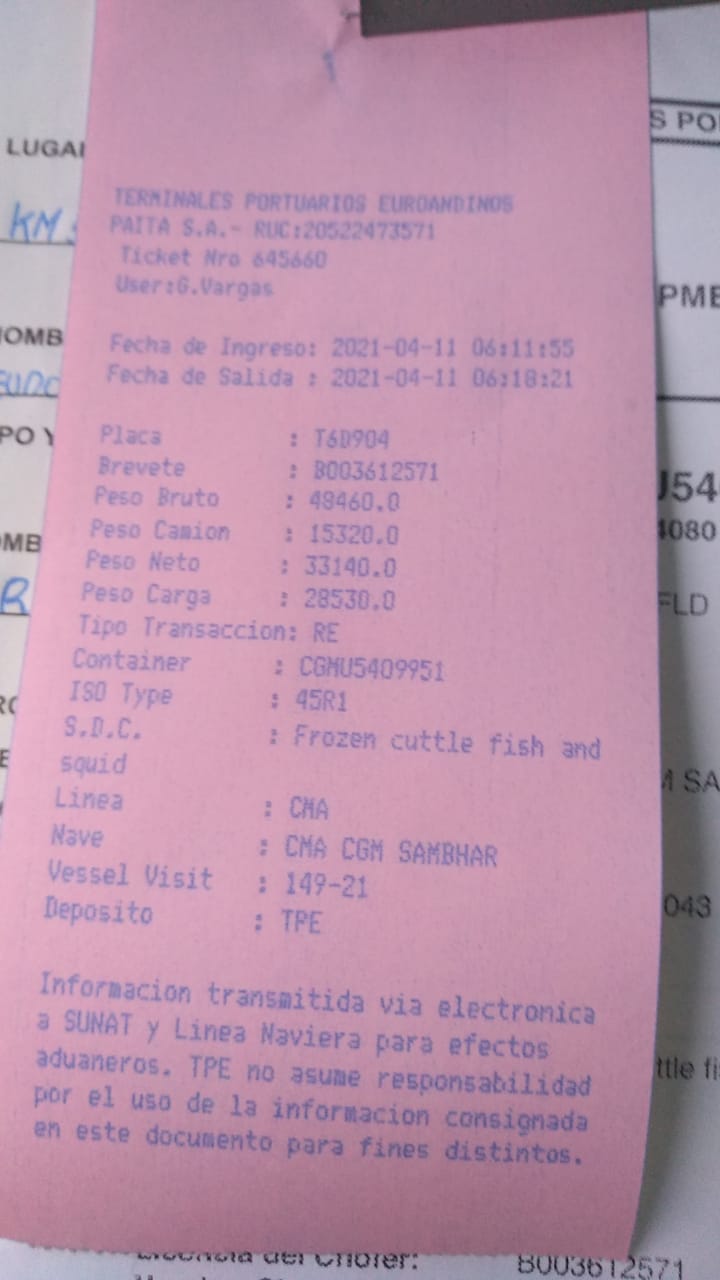 TERMINALES PORTUARIOS EUROANDINOS
PAITA S.A.- RUC:20522473571
Ticket Nro 645660
User:G.Vargas
Fecha de Ingreso: 2021-04-11 06:11:55
Fecha de Salida : 2021-04-11 06:18:21
Placa : T6D904
Brevete : B003612571
Peso Bruto : 48460.0
Peso Camion : 15320.0
Peso Neto : 33140.0
Peso Carga : 28530.0
Tipo Transaccion: RE
Container : CGMU5409951
ISO Type : 45R1
S.D.C. : Frozen cuttle fish and
squid
Linea : CMA
Nave : CMA CGM SAMBHAR
Vessel Visit : 149-21
Deposito : TPE
Informacion transmitida via electronica
a SUNAT y Linea Naviera para efectos
aduaneros. TPE no asume responsabilidad
por el uso de la informacion consignada
en este documento para fines distintos.
Licencia del Chofer: B003612571